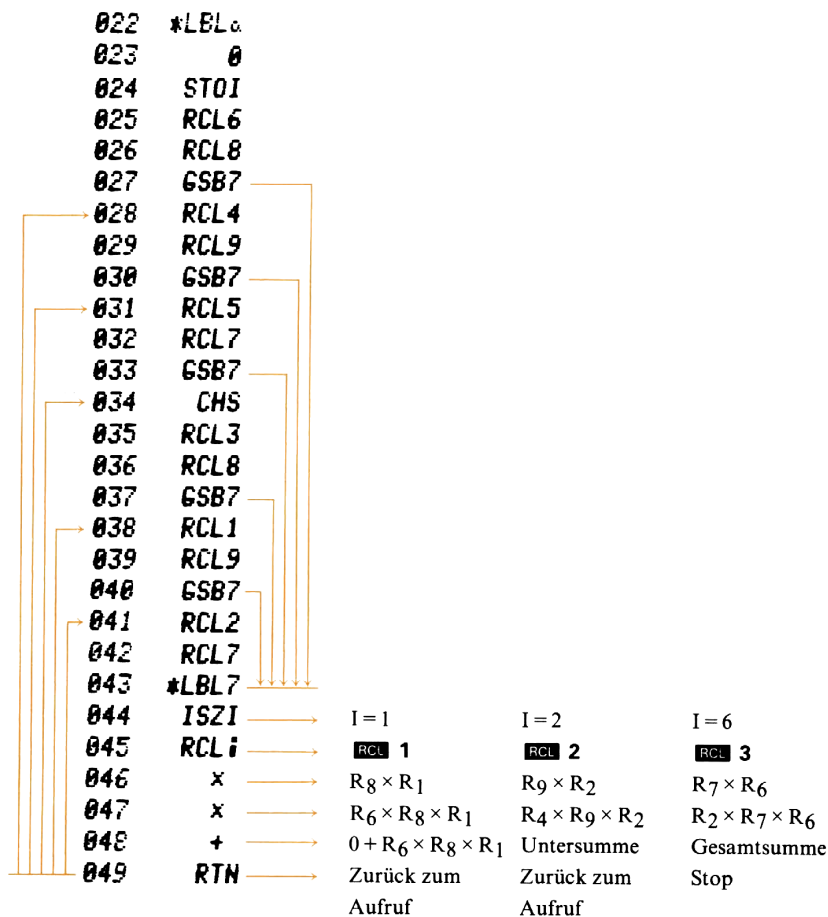 022 *LBLa
023 0
024 STOI
025 RCL6
026 RCL8
027 GSB7
028 RCL4
029 RCL9
030 GSB7
031 RCL5
032 RCL7
033 GSB7
034 CHS
035 RCL3
036 RCL8
037 GSB7
038 RCL1
039 RCL9
040 GSB7
041 RCL2
042 RCL7
043 *LBL7
044 ISZI I = 1 I = 2 I = 6
045 RCLi RCL 1 RCL 2 RCL 3
046 × R8 × R1 R9 × R2 R7 × R6
047 × R6 × R8 × R1 R4 × R9 × R2 R2 × R7 × R6
048 + 0 + R6 × R8 × R1 Untersumme Gesamtsumme
049 RTN Zurück zum Zurück zum Stop
Aufruf Aufruf